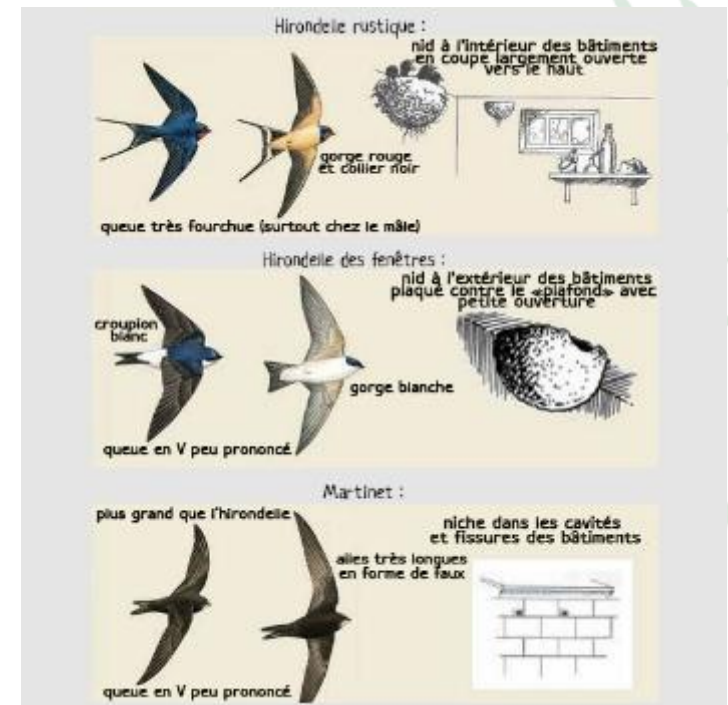 Hirondelle rustique :
nid à l'intérieur des bâtiments
en coupe largement ouverte
vers le haut
gorge rouge
et collier noir
queue très fourchue (surtout chez le mâle)
Hirondelle des fenêtres :
nid à l'extérieur des bâtiments
plaqué contre le «plafond» avec
petite ouverture
croupion
blanc
gorge blanche
queue en V peu prononcé
Martinet :
plus grand que l'hirondelle
niche dans les cavités
et fissures des bâtiments
ailes très longues
en forme de faux
queue en V peu prononcé